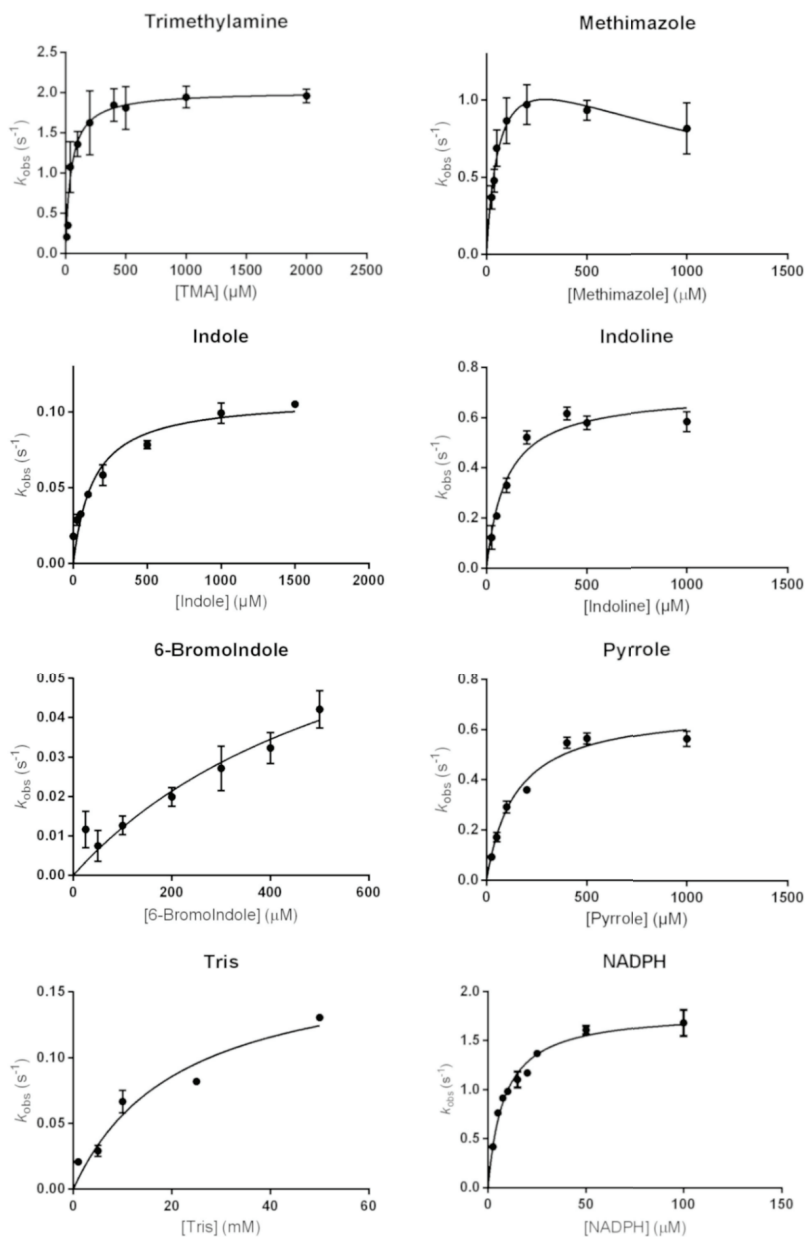 Trimethylamine
2.5
2.0
1.5
1.0
0.5
0.0
k_obs (s⁻¹)
0 500 1000 1500 2000 2500
[TMA] (µM)
Methimazole
1.0
0.5
0.0
k_obs (s⁻¹)
0 500 1000 1500
[Methimazole] (µM)
Indole
0.10
0.05
0.00
k_obs (s⁻¹)
0 500 1000 1500 2000
[Indole] (µM)
Indoline
0.8
0.6
0.4
0.2
0.0
k_obs (s⁻¹)
0 500 1000 1500
[Indoline] (µM)
6-BromoIndole
0.05
0.04
0.03
0.02
0.01
0.00
k_obs (s⁻¹)
0 200 400 600
[6-BromoIndole] (µM)
Pyrrole
0.8
0.6
0.4
0.2
0.0
k_obs (s⁻¹)
0 500 1000 1500
[Pyrrole] (µM)
Tris
0.15
0.10
0.05
0.00
k_obs (s⁻¹)
0 20 40 60
[Tris] (mM)
NADPH
2.0
1.5
1.0
0.5
0.0
k_obs (s⁻¹)
0 50 100 150
[NADPH] (µM)